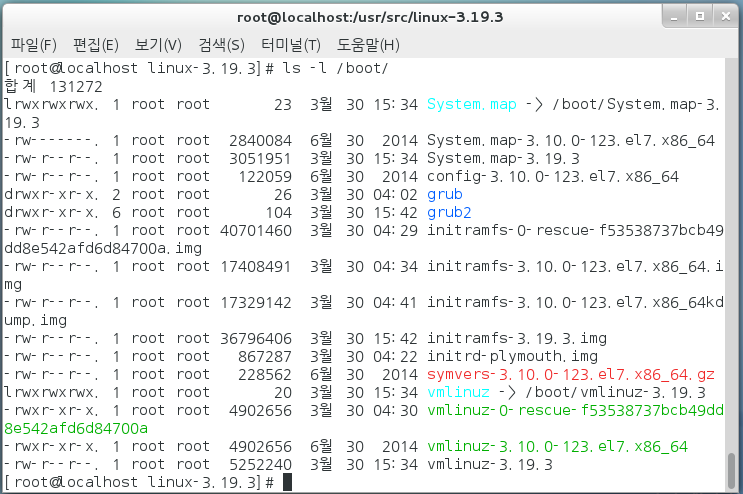 root@localhost:/usr/src/linux-3.19.3
파일(F) 편집(E) 보기(V) 검색(S) 터미널(T) 도움말(H)
[root@localhost linux-3.19.3]# ls -l /boot/
합계 131272
lrwxrwxrwx. 1 root root 23 3월 30 15:34 System.map -> /boot/System.map-3.
19.3
-rw-------. 1 root root 2840084 6월 30 2014 System.map-3.10.0-123.el7.x86_64
-rw-r--r--. 1 root root 3051951 3월 30 15:34 System.map-3.19.3
-rw-r--r--. 1 root root 122059 6월 30 2014 config-3.10.0-123.el7.x86_64
drwxr-xr-x. 2 root root 26 3월 30 04:02 grub
drwxr-xr-x. 6 root root 104 3월 30 15:42 grub2
-rw-r--r--. 1 root root 40701460 3월 30 04:29 initramfs-0-rescue-f53538737bcb49
dd8e542afd6d84700a.img
-rw-r--r--. 1 root root 17408491 3월 30 04:34 initramfs-3.10.0-123.el7.x86_64.i
mg
-rw-r--r--. 1 root root 17329142 3월 30 04:41 initramfs-3.10.0-123.el7.x86_64kd
ump.img
-rw-r--r--. 1 root root 36796406 3월 30 15:42 initramfs-3.19.3.img
-rw-r--r--. 1 root root 867287 3월 30 04:22 initrd-plymouth.img
-rw-r--r--. 1 root root 228562 6월 30 2014 symvers-3.10.0-123.el7.x86_64.gz
lrwxrwxrwx. 1 root root 20 3월 30 15:34 vmlinuz -> /boot/vmlinuz-3.19.3
-rwxr-xr-x. 1 root root 4902656 3월 30 04:30 vmlinuz-0-rescue-f53538737bcb49dd
8e542afd6d84700a
-rwxr-xr-x. 1 root root 4902656 6월 30 2014 vmlinuz-3.10.0-123.el7.x86_64
-rw-r--r--. 1 root root 5252240 3월 30 15:34 vmlinuz-3.19.3
[root@localhost linux-3.19.3]#